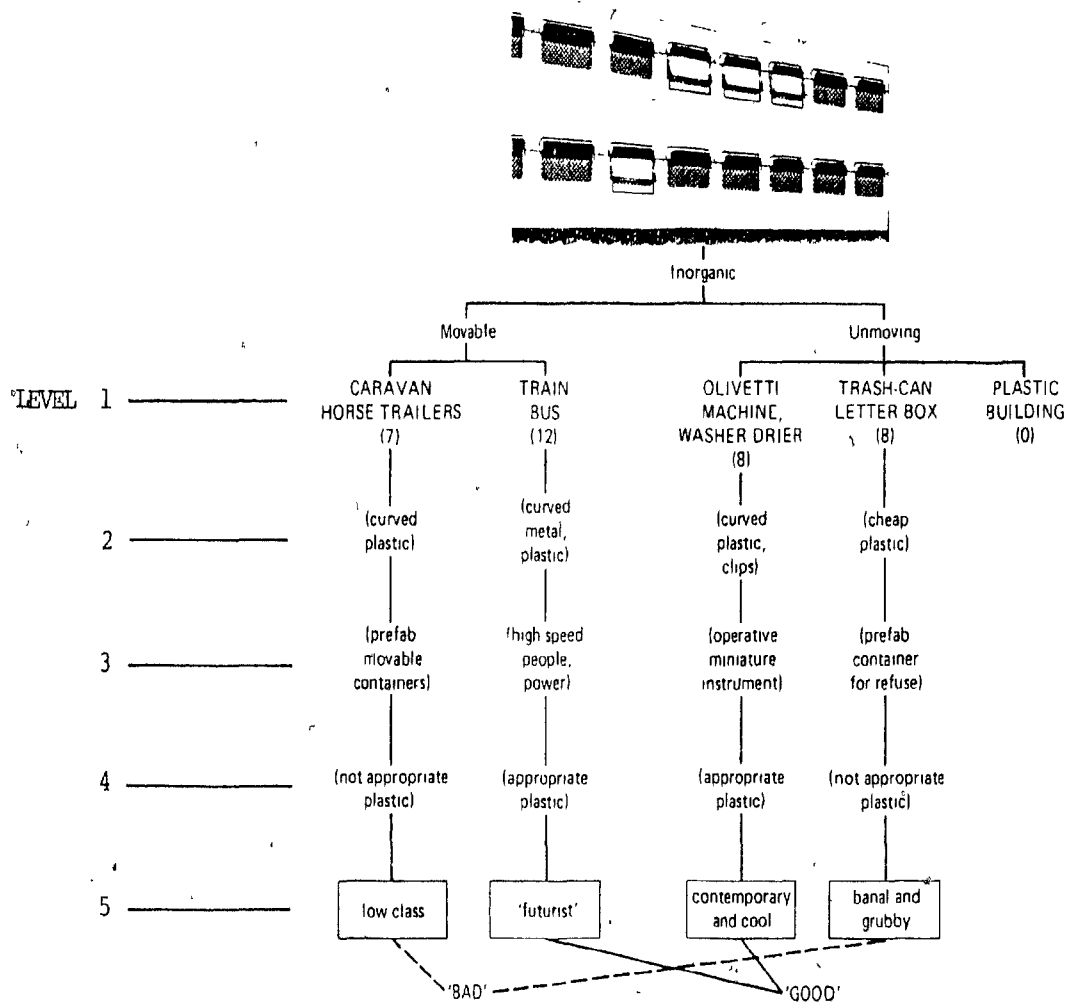 Inorganic
Movable Unmoving
LEVEL 1
CARAVAN
HORSE TRAILERS
(7)
TRAIN
BUS
(12)
OLIVETTI
MACHINE,
WASHER DRIER
(8)
TRASH-CAN
LETTER BOX
(8)
PLASTIC
BUILDING
(0)
2
(curved
plastic)
(curved
metal,
plastic)
(curved
plastic,
clips)
(cheap
plastic)
3
(prefab
movable
containers)
(high speed
people,
power)
(operative
miniature
instrument)
(prefab
container
for refuse)
4
(not appropriate
plastic)
(appropriate
plastic)
(appropriate
plastic)
(not appropriate
plastic)
5
low class
'futurist'
contemporary
and cool
banal and
grubby
'BAD' 'GOOD'